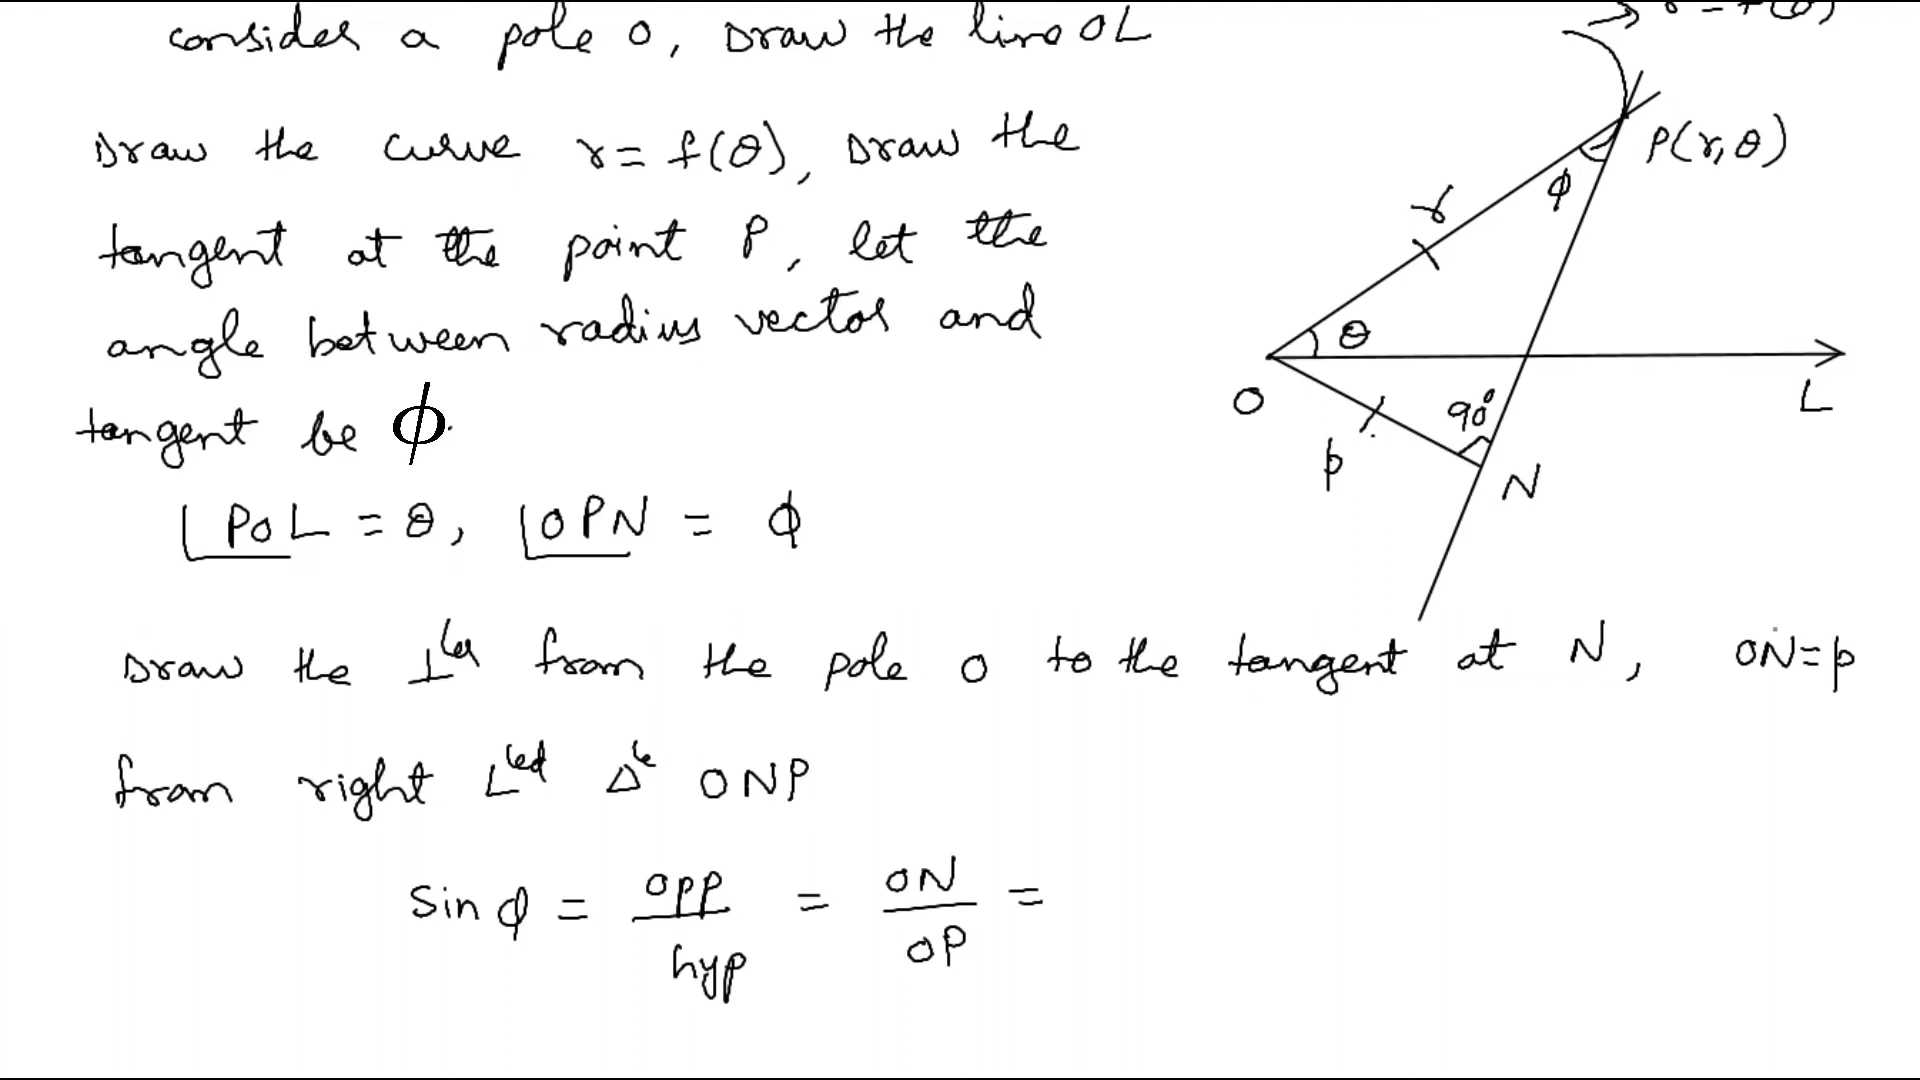 consider a pole O, Draw the line OL
Draw the curve r = f(θ), Draw the
tangent at the point P, let the
angle between radius vector and
tangent be ϕ.
∠POL = θ, ∠OPN = ϕ
Draw the ⊥lar from the pole O to the tangent at N, ON=p
from right ∠led Δle ONP
Sin ϕ = opp/hyp = ON/OP =
r = f(θ)
P(r, θ)
ϕ
r
θ
O
L
90°
p
N